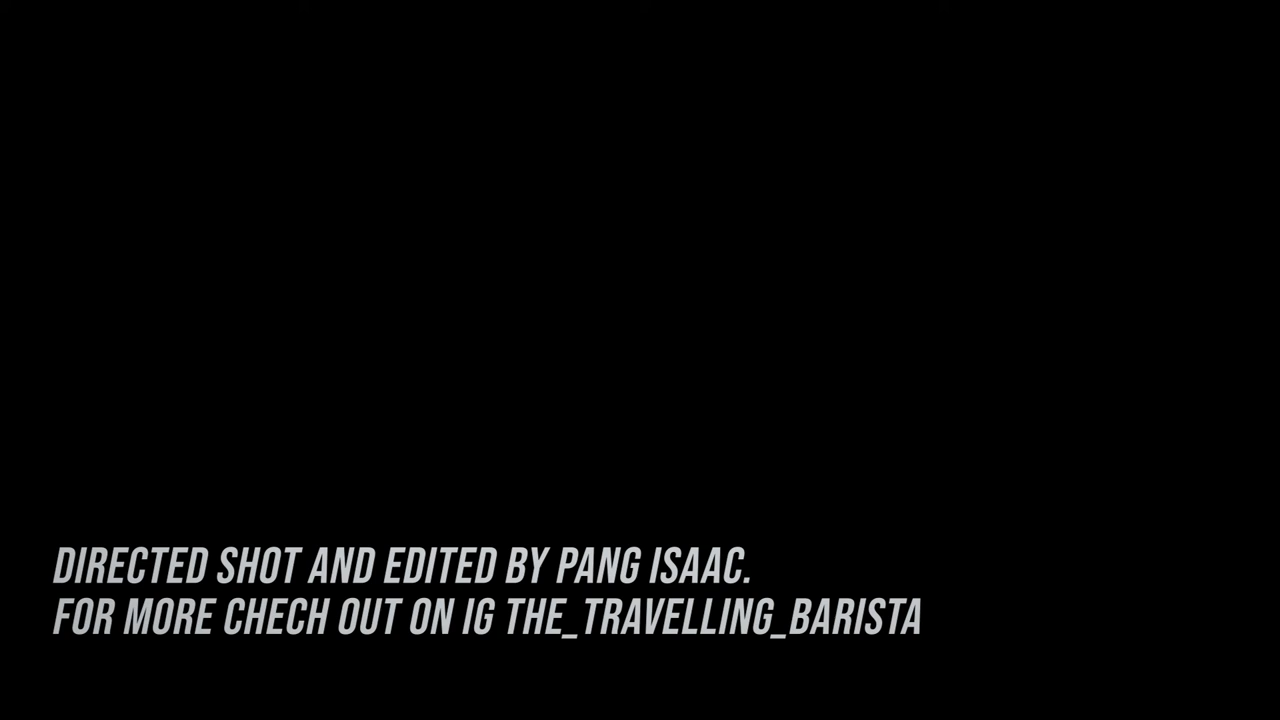 DIRECTED SHOT AND EDITED BY PANG ISAAC.
FOR MORE CHECH OUT ON IG THE_TRAVELLING_BARISTA